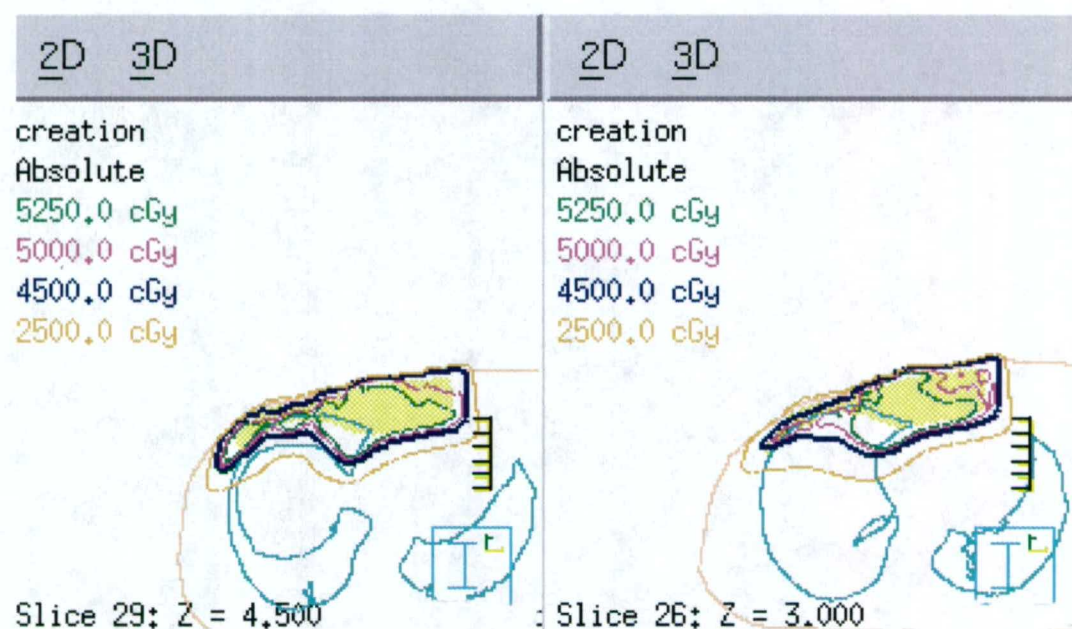 2D 3D
creation
Absolute
5250.0 cGy
5000.0 cGy
4500.0 cGy
2500.0 cGy
Slice 29: Z = 4.500
2D 3D
creation
Absolute
5250.0 cGy
5000.0 cGy
4500.0 cGy
2500.0 cGy
Slice 26: Z = 3.000